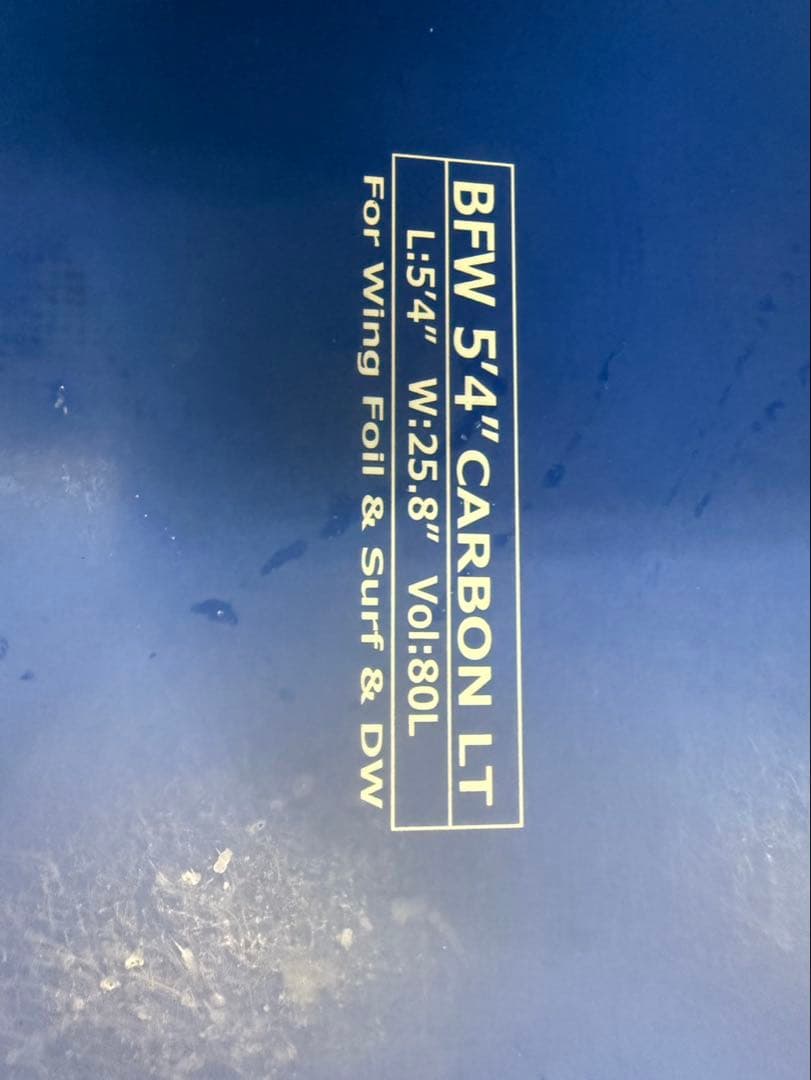 BFW 5'4" CARBON LT
L:5'4" W:25.8" Vol:80L
For Wing Foil & Surf & DW